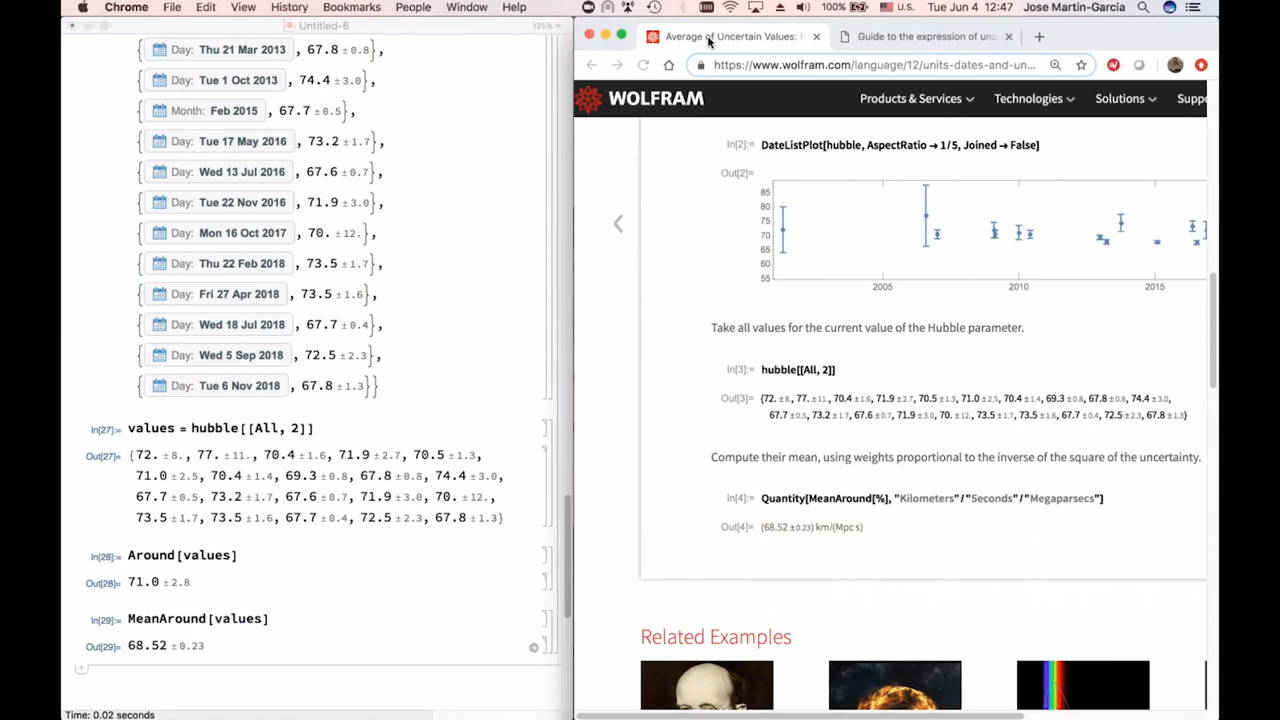 Chrome File Edit View History Bookmarks People Window Help 100% U.S. Tue Jun 4 12:47 Jose Martin-Garcia
Untitled-6 125%
{ Day: Thu 21 Mar 2013 , 67.8 ±0.8},
{ Day: Tue 1 Oct 2013 , 74.4 ±3.0},
{ Month: Feb 2015 , 67.7 ±0.5},
{ Day: Tue 17 May 2016 , 73.2 ±1.7},
{ Day: Wed 13 Jul 2016 , 67.6 ±0.7},
{ Day: Tue 22 Nov 2016 , 71.9 ±3.0},
{ Day: Mon 16 Oct 2017 , 70. ±12.},
{ Day: Thu 22 Feb 2018 , 73.5 ±1.7},
{ Day: Fri 27 Apr 2018 , 73.5 ±1.6},
{ Day: Wed 18 Jul 2018 , 67.7 ±0.4},
{ Day: Wed 5 Sep 2018 , 72.5 ±2.3},
{ Day: Tue 6 Nov 2018 , 67.8 ±1.3}}
In[27]:= values = hubble[[All, 2]]
Out[27]= {72. ±8., 77. ±11., 70.4 ±1.6, 71.9 ±2.7, 70.5 ±1.3,
71.0 ±2.5, 70.4 ±1.4, 69.3 ±0.8, 67.8 ±0.8, 74.4 ±3.0,
67.7 ±0.5, 73.2 ±1.7, 67.6 ±0.7, 71.9 ±3.0, 70. ±12.,
73.5 ±1.7, 73.5 ±1.6, 67.7 ±0.4, 72.5 ±2.3, 67.8 ±1.3}
In[28]:= Around[values]
Out[28]= 71.0 ±2.8
In[29]:= MeanAround[values]
Out[29]= 68.52 ±0.23
Time: 0.02 seconds
Average of Uncertain Values: Guide to the expression of unc
https://www.wolfram.com/language/12/units-dates-and-un...
WOLFRAM Products & Services Technologies Solutions Suppo
In[2]:= DateListPlot[hubble, AspectRatio → 1/5, Joined → False]
Out[2]=
85
80
75
70
65
60
55
2005 2010 2015
Take all values for the current value of the Hubble parameter.
In[3]:= hubble[[All, 2]]
Out[3]= {72. ±8., 77. ±11., 70.4 ±1.6, 71.9 ±2.7, 70.5 ±1.3, 71.0 ±2.5, 70.4 ±1.4, 69.3 ±0.8, 67.8 ±0.8, 74.4 ±3.0,
67.7 ±0.5, 73.2 ±1.7, 67.6 ±0.7, 71.9 ±3.0, 70. ±12., 73.5 ±1.7, 73.5 ±1.6, 67.7 ±0.4, 72.5 ±2.3, 67.8 ±1.3}
Compute their mean, using weights proportional to the inverse of the square of the uncertainty.
In[4]:= Quantity[MeanAround[%], "Kilometers"/"Seconds"/"Megaparsecs"]
Out[4]= (68.52 ±0.23) km/(Mpc s)
Related Examples